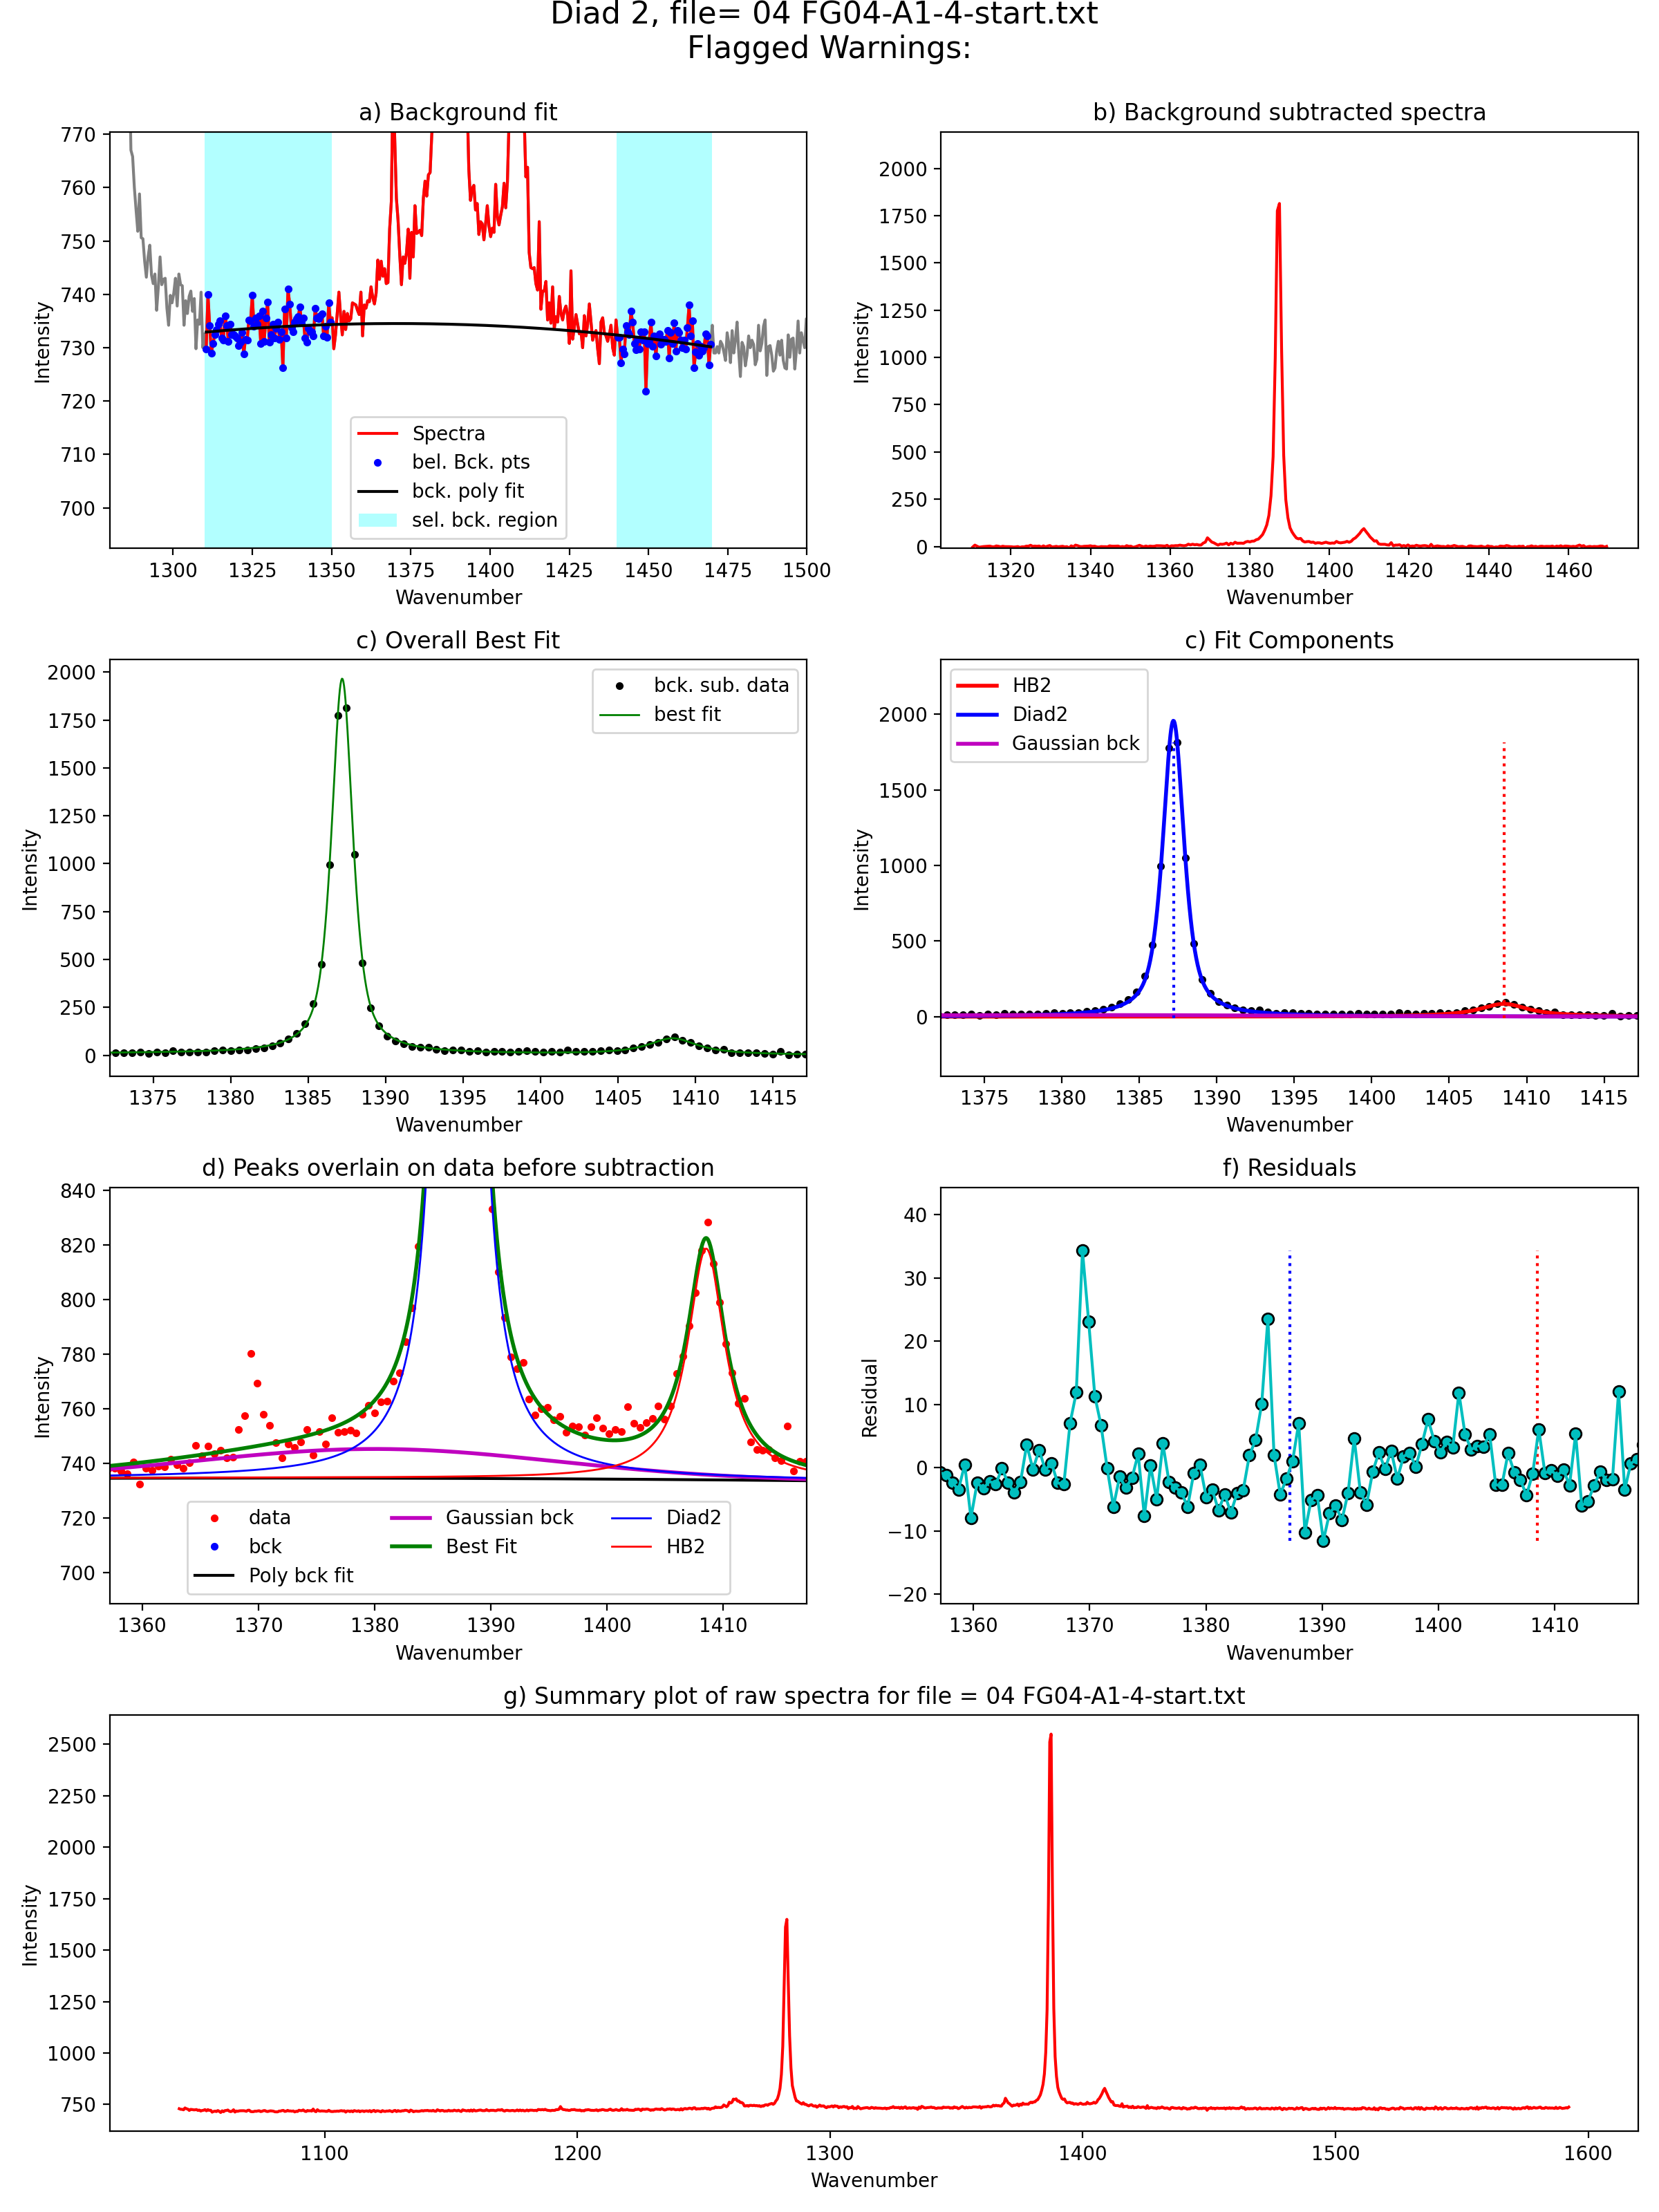 Diad 2, file= 04 FG04-A1-4-start.txt
Flagged Warnings:
a) Background fit
770
760
750
740
730
720
710
700
Intensity
Spectra
bel. Bck. pts
bck. poly fit
sel. bck. region
1300 1325 1350 1375 1400 1425 1450 1475 1500
Wavenumber
b) Background subtracted spectra
2000
1750
1500
1250
1000
750
500
250
0
Intensity
1320 1340 1360 1380 1400 1420 1440 1460
Wavenumber
c) Overall Best Fit
2000
1750
1500
1250
1000
750
500
250
0
Intensity
bck. sub. data
best fit
1375 1380 1385 1390 1395 1400 1405 1410 1415
Wavenumber
c) Fit Components
2000
1500
1000
500
0
Intensity
HB2
Diad2
Gaussian bck
1375 1380 1385 1390 1395 1400 1405 1410 1415
Wavenumber
d) Peaks overlain on data before subtraction
840
820
800
780
760
740
720
700
Intensity
data
bck
Poly bck fit
Gaussian bck
Best Fit
Diad2
HB2
1360 1370 1380 1390 1400 1410
Wavenumber
f) Residuals
40
30
20
10
0
−10
−20
Residual
1360 1370 1380 1390 1400 1410
Wavenumber
g) Summary plot of raw spectra for file = 04 FG04-A1-4-start.txt
2500
2250
2000
1750
1500
1250
1000
750
Intensity
1100 1200 1300 1400 1500 1600
Wavenumber